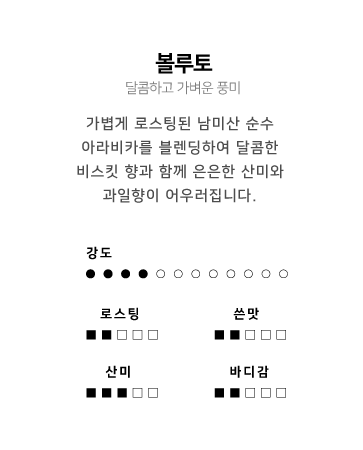 볼루토
달콤하고 가벼운 풍미
가볍게 로스팅된 남미산 순수
아라비카를 블렌딩하여 달콤한
비스킷 향과 함께 은은한 산미와
과일향이 어우러집니다.
강도
로스팅 쓴맛
산미 바디감